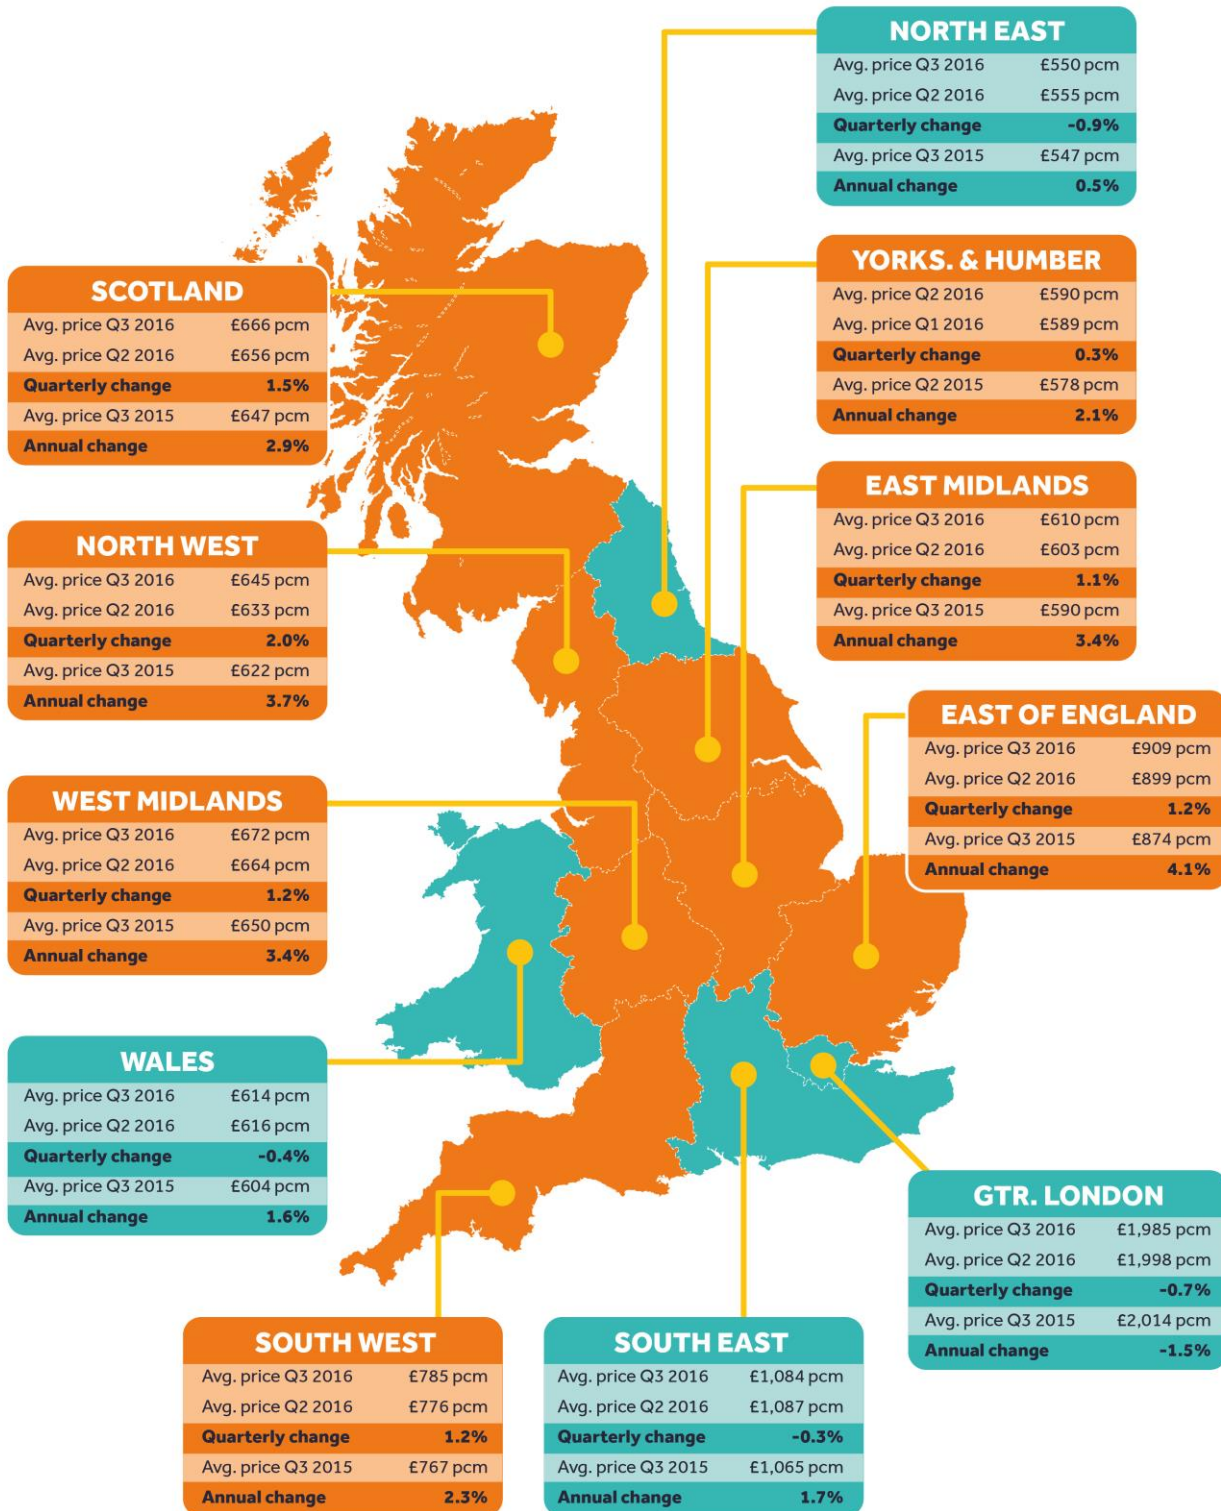 NORTH EAST
Avg. price Q3 2016 £550 pcm
Avg. price Q2 2016 £555 pcm
Quarterly change -0.9%
Avg. price Q3 2015 £547 pcm
Annual change 0.5%
YORKS. & HUMBER
Avg. price Q2 2016 £590 pcm
Avg. price Q1 2016 £589 pcm
Quarterly change 0.3%
Avg. price Q2 2015 £578 pcm
Annual change 2.1%
SCOTLAND
Avg. price Q3 2016 £666 pcm
Avg. price Q2 2016 £656 pcm
Quarterly change 1.5%
Avg. price Q3 2015 £647 pcm
Annual change 2.9%
EAST MIDLANDS
Avg. price Q3 2016 £610 pcm
Avg. price Q2 2016 £603 pcm
Quarterly change 1.1%
Avg. price Q3 2015 £590 pcm
Annual change 3.4%
NORTH WEST
Avg. price Q3 2016 £645 pcm
Avg. price Q2 2016 £633 pcm
Quarterly change 2.0%
Avg. price Q3 2015 £622 pcm
Annual change 3.7%
EAST OF ENGLAND
Avg. price Q3 2016 £909 pcm
Avg. price Q2 2016 £899 pcm
Quarterly change 1.2%
Avg. price Q3 2015 £874 pcm
Annual change 4.1%
WEST MIDLANDS
Avg. price Q3 2016 £672 pcm
Avg. price Q2 2016 £664 pcm
Quarterly change 1.2%
Avg. price Q3 2015 £650 pcm
Annual change 3.4%
WALES
Avg. price Q3 2016 £614 pcm
Avg. price Q2 2016 £616 pcm
Quarterly change -0.4%
Avg. price Q3 2015 £604 pcm
Annual change 1.6%
GTR. LONDON
Avg. price Q3 2016 £1,985 pcm
Avg. price Q2 2016 £1,998 pcm
Quarterly change -0.7%
Avg. price Q3 2015 £2,014 pcm
Annual change -1.5%
SOUTH WEST
Avg. price Q3 2016 £785 pcm
Avg. price Q2 2016 £776 pcm
Quarterly change 1.2%
Avg. price Q3 2015 £767 pcm
Annual change 2.3%
SOUTH EAST
Avg. price Q3 2016 £1,084 pcm
Avg. price Q2 2016 £1,087 pcm
Quarterly change -0.3%
Avg. price Q3 2015 £1,065 pcm
Annual change 1.7%